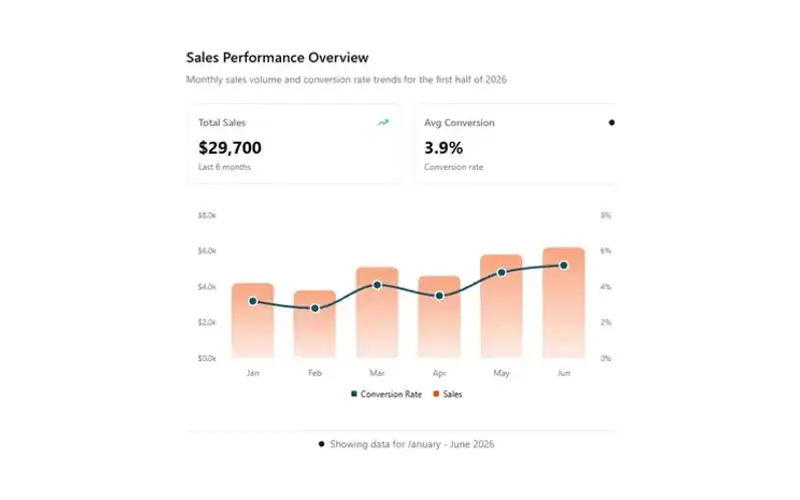 Sales Performance Overview
Monthly sales volume and conversion rate trends for the first half of 2026
Total Sales
$29,700
Last 6 months
Avg Conversion
3.9%
Conversion rate
$8.0k
$6.0k
$4.0k
$2.0k
$0.0k
8%
6%
4%
2%
0%
Jan Feb Mar Apr May Jun
Conversion Rate Sales
Showing data for January - June 2026